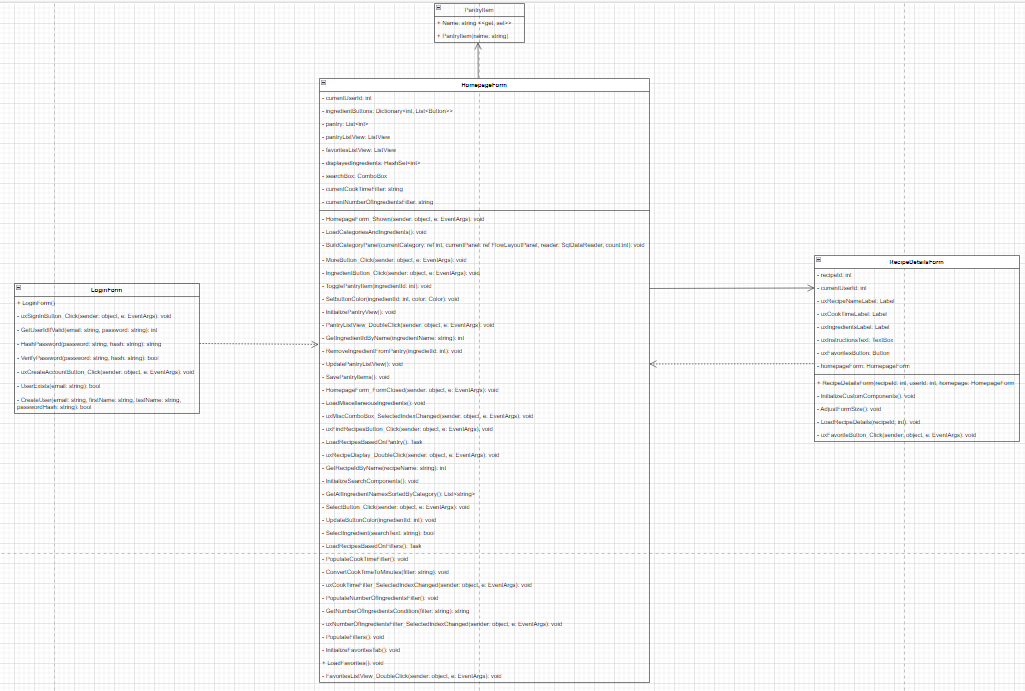 PantryItem
+ Name: string <<get, set>>
+ PantryItem(name: string)
HomepageForm
- currentUserId: int
- ingredientButtons: Dictionary<int, List<Button>>
- pantry: List<int>
- pantryListView: ListView
- favoritesListView: ListView
- displayedIngredients: HashSet<int>
- searchBox: ComboBox
- currentCookTimeFilter: string
- currentNumberOfIngredientsFilter: string
- HomepageForm_Shown(sender: object, e: EventArgs): void
- LoadCategoriesAndIngredients(): void
- BuildCategoryPanel(currentCategory: ref int, currentPanel: ref FlowLayoutPanel, reader: SqlDataReader, count:int): void
- MoreButton_Click(sender: object, e: EventArgs): void
- IngredientButton_Click(sender: object, e: EventArgs): void
- TogglePantryItem(ingredientId: int): void
- SetbuttonColor(ingredientId: int, color: Color): void
- InitializePantryView(): void
- PantryListView_DoubleClick(sender: object, e: EventArgs): void
- GetIngredientIdByName(ingredientName: string): int
- RemoveIngredientFromPantry(ingredietId: int): void
- UpdatePantryListView(): void
- SavePantryItems(): void
- HomepageForm_FormClosed(sender: object, e: EventArgs): void
- LoadMiscellaneousIngredients(): void
- uxMiscComboBox_SelectedIndexChanged(sender: object, e: EventArgs): void
- uxFindRecipesButton_Click(sender: object, e: EventArgs): void
- LoadRecipesBasedOnPantry(): Task
- uxRecipeDisplay_DoubleClick(sender: object, e: EventArgs): void
- GetRecipeIdByName(recipeName: string): int
- InitializeSearchComponents(): void
- GetAllIngredientNamesSortedByCategory(): List<string>
- SelectButton_Click(sender: object, e: EventArgs): void
- UpdateButtonColor(ingredientId: int): void
- SelectIngredient(searchText: string): bool
- LoadRecipesBasedOnFilters(): Task
- PopulateCookTimeFilter(): void
- ConvertCookTimeToMinutes(filter: string): void
- uxCookTimeFilter_SelectedIndexChanged(sender: object, e: EventArgs): void
- PopulateNumberOfIngredientsFilter(): void
- GetNumberOfIngredientsCondition(filter: string): string
- uxNumberOfIngredientsFilter_SelectedIndexChanged(sender: object, e: EventArgs): void
- PopulateFilters(): void
- InitializeFavoritesTab(): void
+ LoadFavorites(): void
- FavoritesListView_DoubleClick(sender: object, e: EventArgs): void
LoginForm
+ LoginForm()
- uxSignInButton_Click(sender: object, e: EventArgs): void
- GetUserIdIfValid(email: string, password: string): int
- HashPassword(password: string, hash: string): string
- VerifyPassword(password: string, hash: string): bool
- uxCreateAccountButton_Click(sender: object, e: EventArgs): void
- UserExists(email: string): bool
- CreateUser(email: string, firstName: string, lastName: string,
passwordHash: string): bool
RecipeDetailsForm
- recipeId: int
- currentUserId: int
- uxRecipeNameLabel: Label
- uxCookTimeLabel: Label
- uxIngredientsLabel: Label
- uxInstructionsText: TextBox
- uxFavoritesButton: Button
- homepageForm: HomepageForm
+ RecipeDetailsForm(recipeId: int, userId: int, homepage: HomepageForm
- InitializeCustomComponents(): void
- AdjustFormSize(): void
- LoadRecipeDetails(recipeId: int): void
- uxFavoriteButton_Click(sender: object, e: EventArgs): void